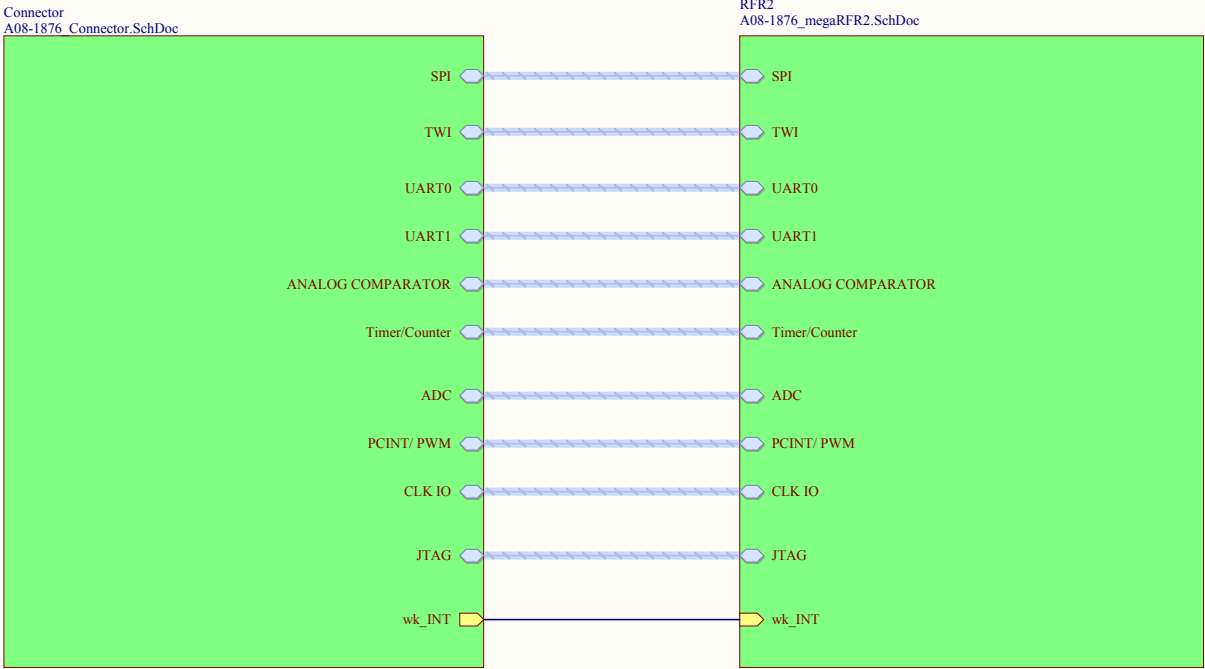 Connector
A08-1876_Connector.SchDoc
RFR2
A08-1876_megaRFR2.SchDoc
SPI
SPI
TWI
TWI
UART0
UART0
UART1
UART1
ANALOG COMPARATOR
ANALOG COMPARATOR
Timer/Counter
Timer/Counter
ADC
ADC
PCINT/ PWM
PCINT/ PWM
CLK IO
CLK IO
JTAG
JTAG
wk_INT
wk_INT